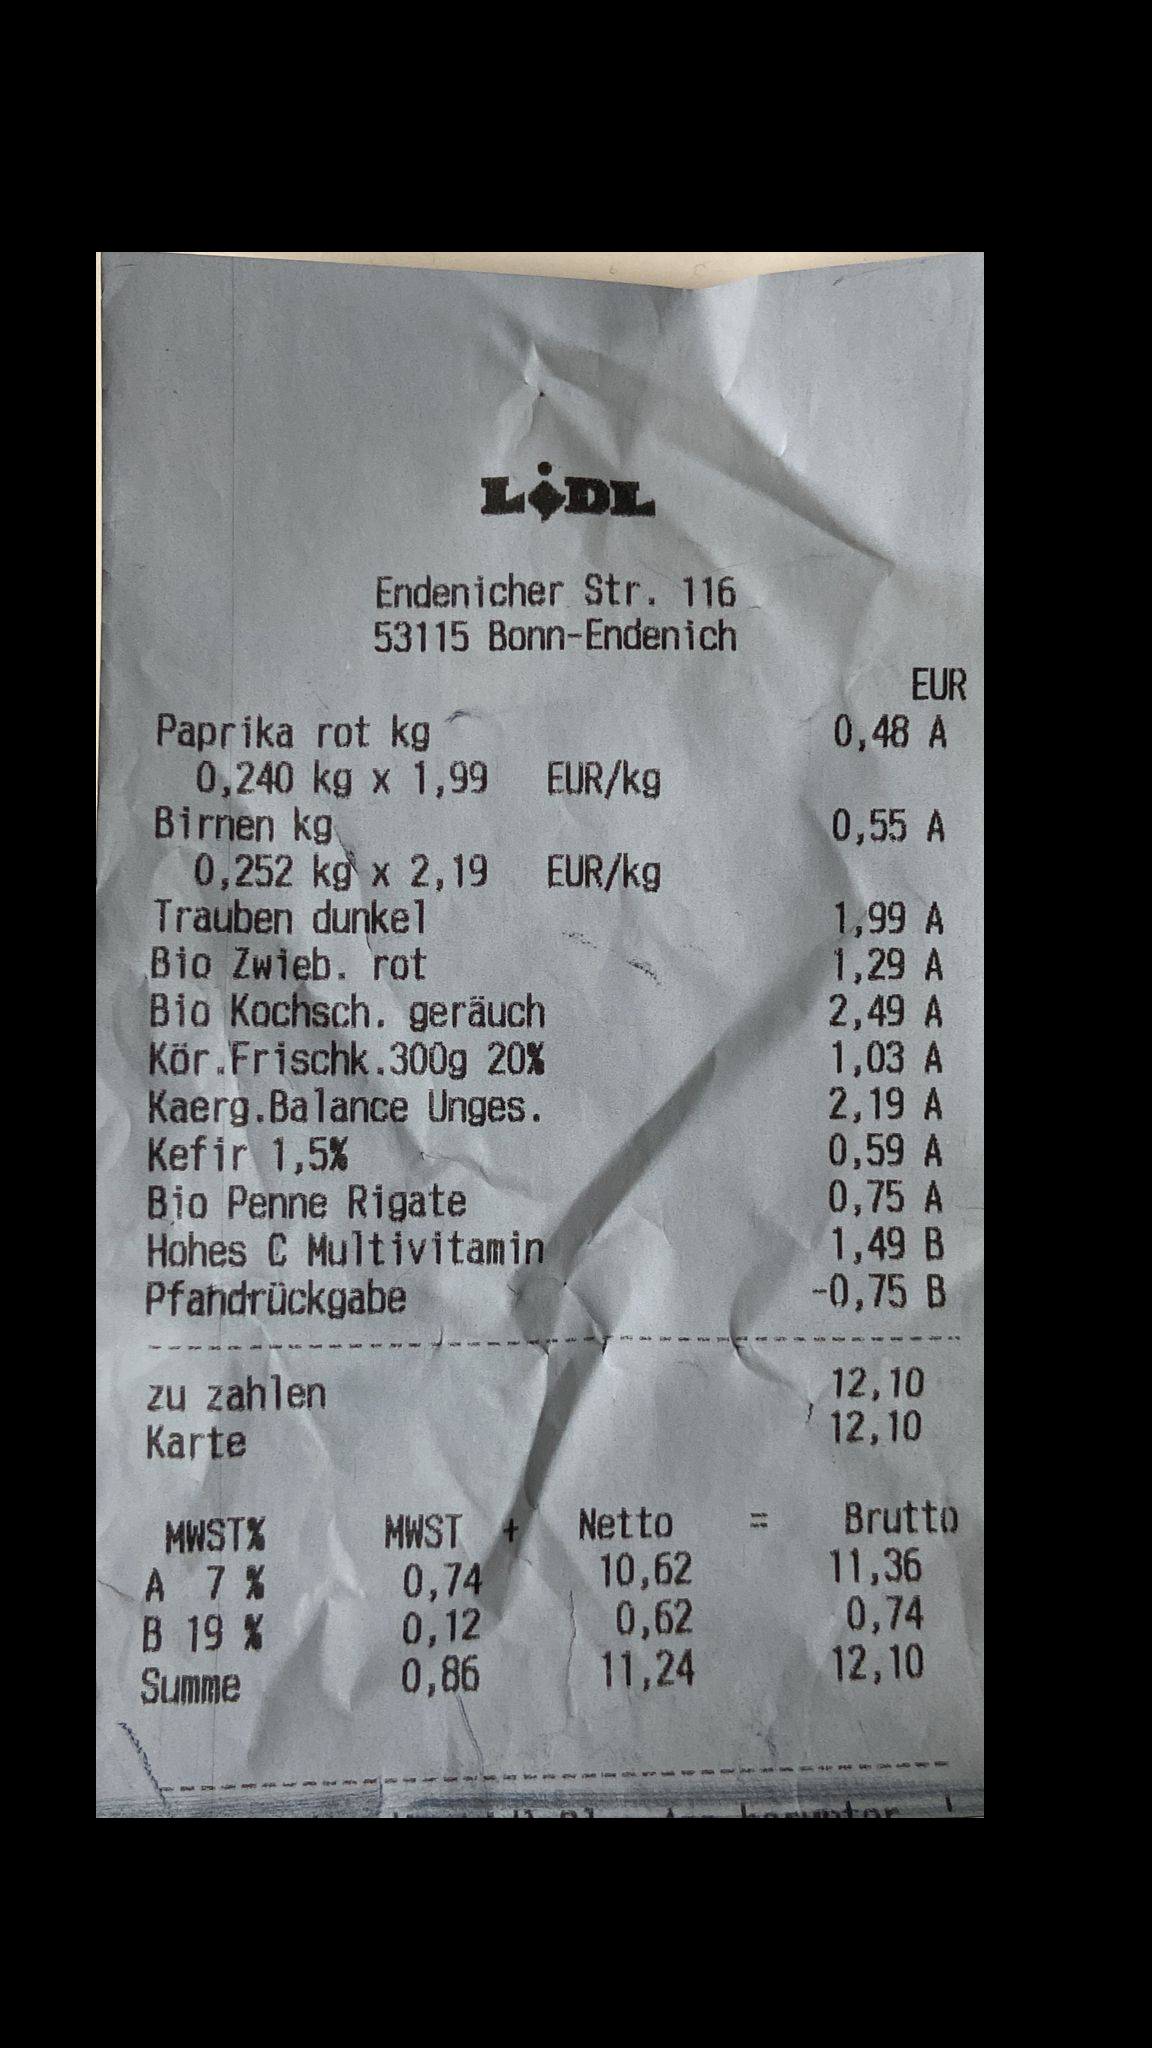 LIDL
Endenicher Str. 116
53115 Bonn-Endenich
EUR
Paprika rot kg 0,48 A
0,240 kg x 1,99 EUR/kg
Birnen kg 0,55 A
0,252 kg x 2,19 EUR/kg
Trauben dunkel 1,99 A
Bio Zwieb. rot 1,29 A
Bio Kochsch. geräuch 2,49 A
Kör.Frischk.300g 20% 1,03 A
Kaerg.Balance Unges. 2,19 A
Kefir 1,5% 0,59 A
Bio Penne Rigate 0,75 A
Hohes C Multivitamin 1,49 B
Pfandrückgabe -0,75 B
zu zahlen 12,10
Karte 12,10
MWST% MWST + Netto = Brutto
A 7 % 0,74 10,62 11,36
B 19 % 0,12 0,62 0,74
Summe 0,86 11,24 12,10